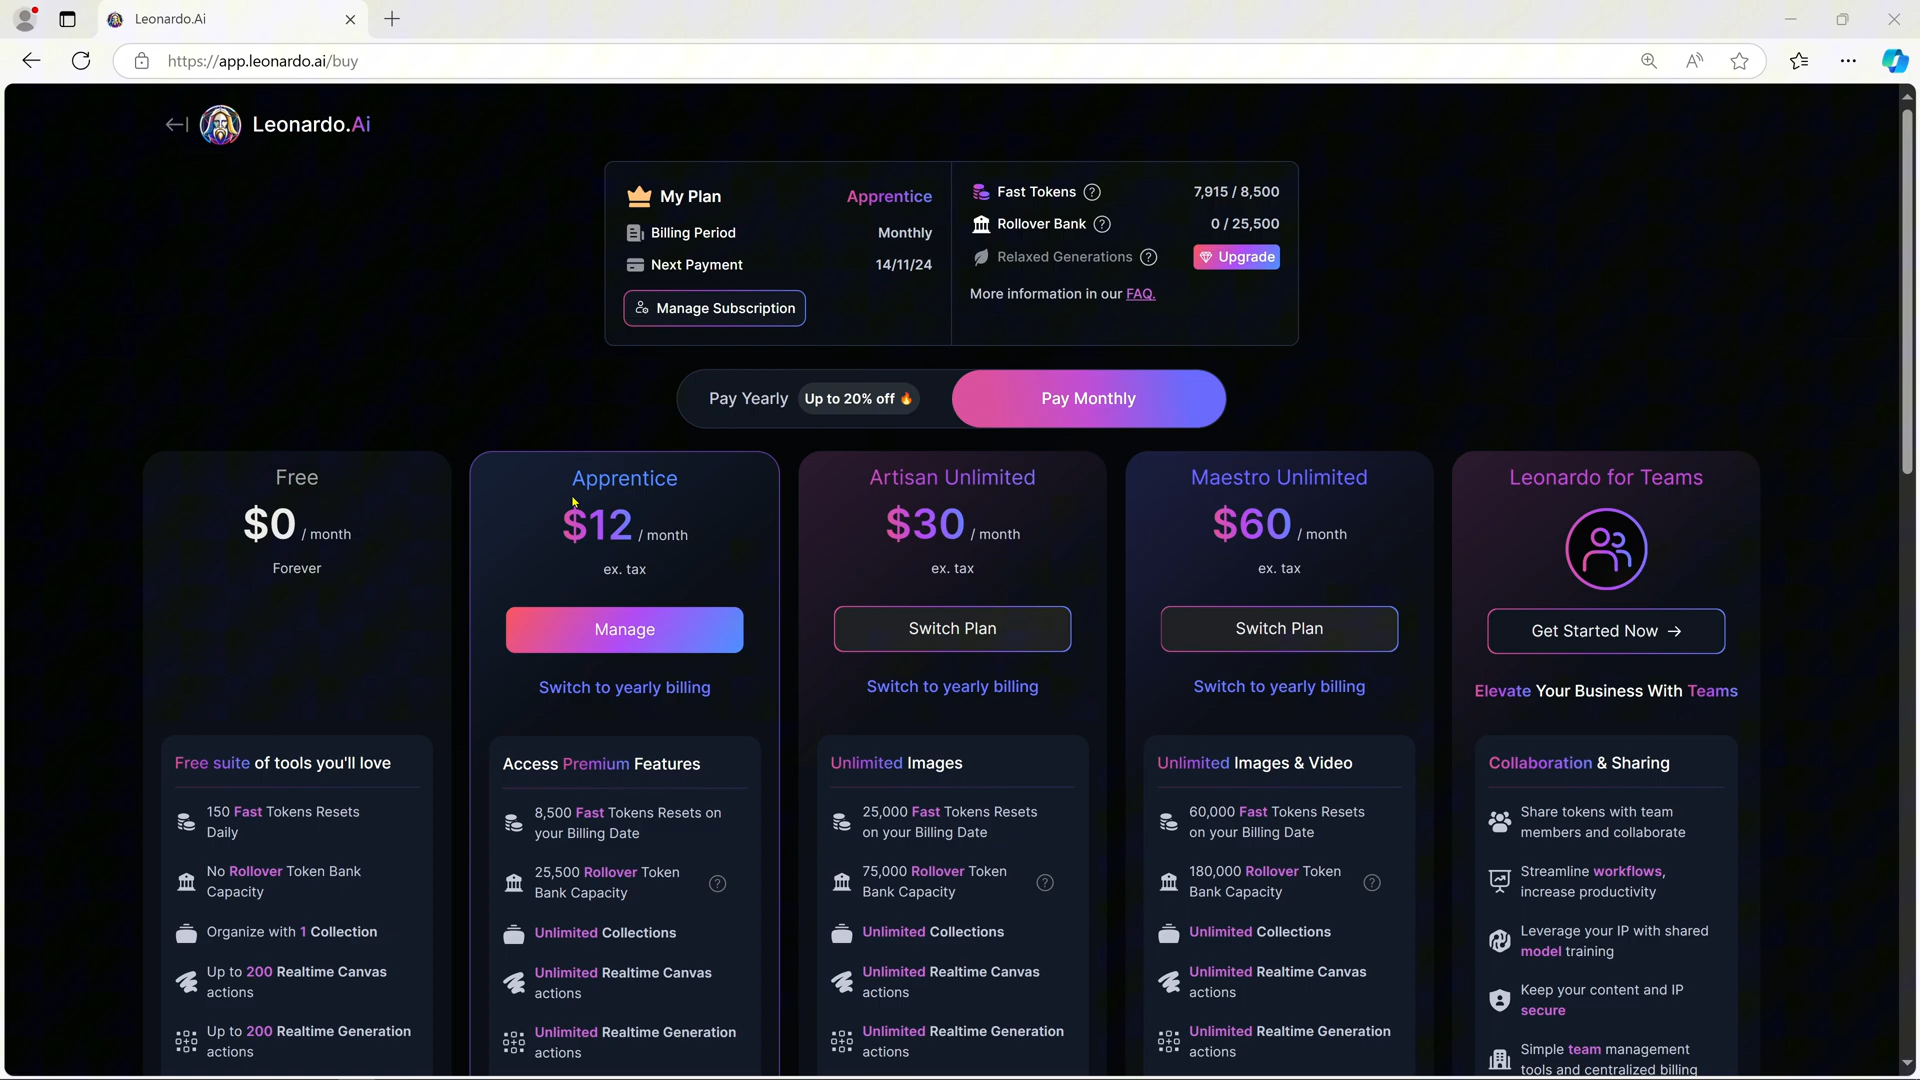 Leonardo.Ai
https://app.leonardo.ai/buy
Leonardo.Ai
My Plan Apprentice
Billing Period Monthly
Next Payment 14/11/24
Manage Subscription
Fast Tokens ? 7,915 / 8,500
Rollover Bank ? 0 / 25,500
Relaxed Generations ? Upgrade
More information in our FAQ.
Pay Yearly Up to 20% off Pay Monthly
Free
$0 / month
Forever
Free suite of tools you'll love
150 Fast Tokens Resets
Daily
No Rollover Token Bank
Capacity
Organize with 1 Collection
Up to 200 Realtime Canvas
actions
Up to 200 Realtime Generation
actions
Apprentice
$12 / month
ex. tax
Manage
Switch to yearly billing
Access Premium Features
8,500 Fast Tokens Resets on
your Billing Date
25,500 Rollover Token
Bank Capacity ?
Unlimited Collections
Unlimited Realtime Canvas
actions
Unlimited Realtime Generation
actions
Artisan Unlimited
$30 / month
ex. tax
Switch Plan
Switch to yearly billing
Unlimited Images
25,000 Fast Tokens Resets
on your Billing Date
75,000 Rollover Token
Bank Capacity ?
Unlimited Collections
Unlimited Realtime Canvas
actions
Unlimited Realtime Generation
actions
Maestro Unlimited
$60 / month
ex. tax
Switch Plan
Switch to yearly billing
Unlimited Images & Video
60,000 Fast Tokens Resets
on your Billing Date
180,000 Rollover Token
Bank Capacity ?
Unlimited Collections
Unlimited Realtime Canvas
actions
Unlimited Realtime Generation
actions
Leonardo for Teams
Get Started Now →
Elevate Your Business With Teams
Collaboration & Sharing
Share tokens with team
members and collaborate
Streamline workflows,
increase productivity
Leverage your IP with shared
model training
Keep your content and IP
secure
Simple team management
tools and centralized billing